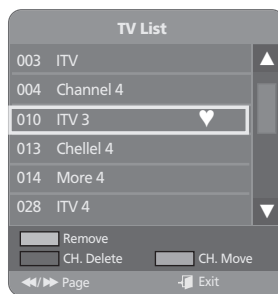 TV List
003 ITV
004 Channel 4
010 ITV 3
013 Chellel 4
014 More 4
028 ITV 4
Remove
CH. Delete CH. Move
/ Page Exit